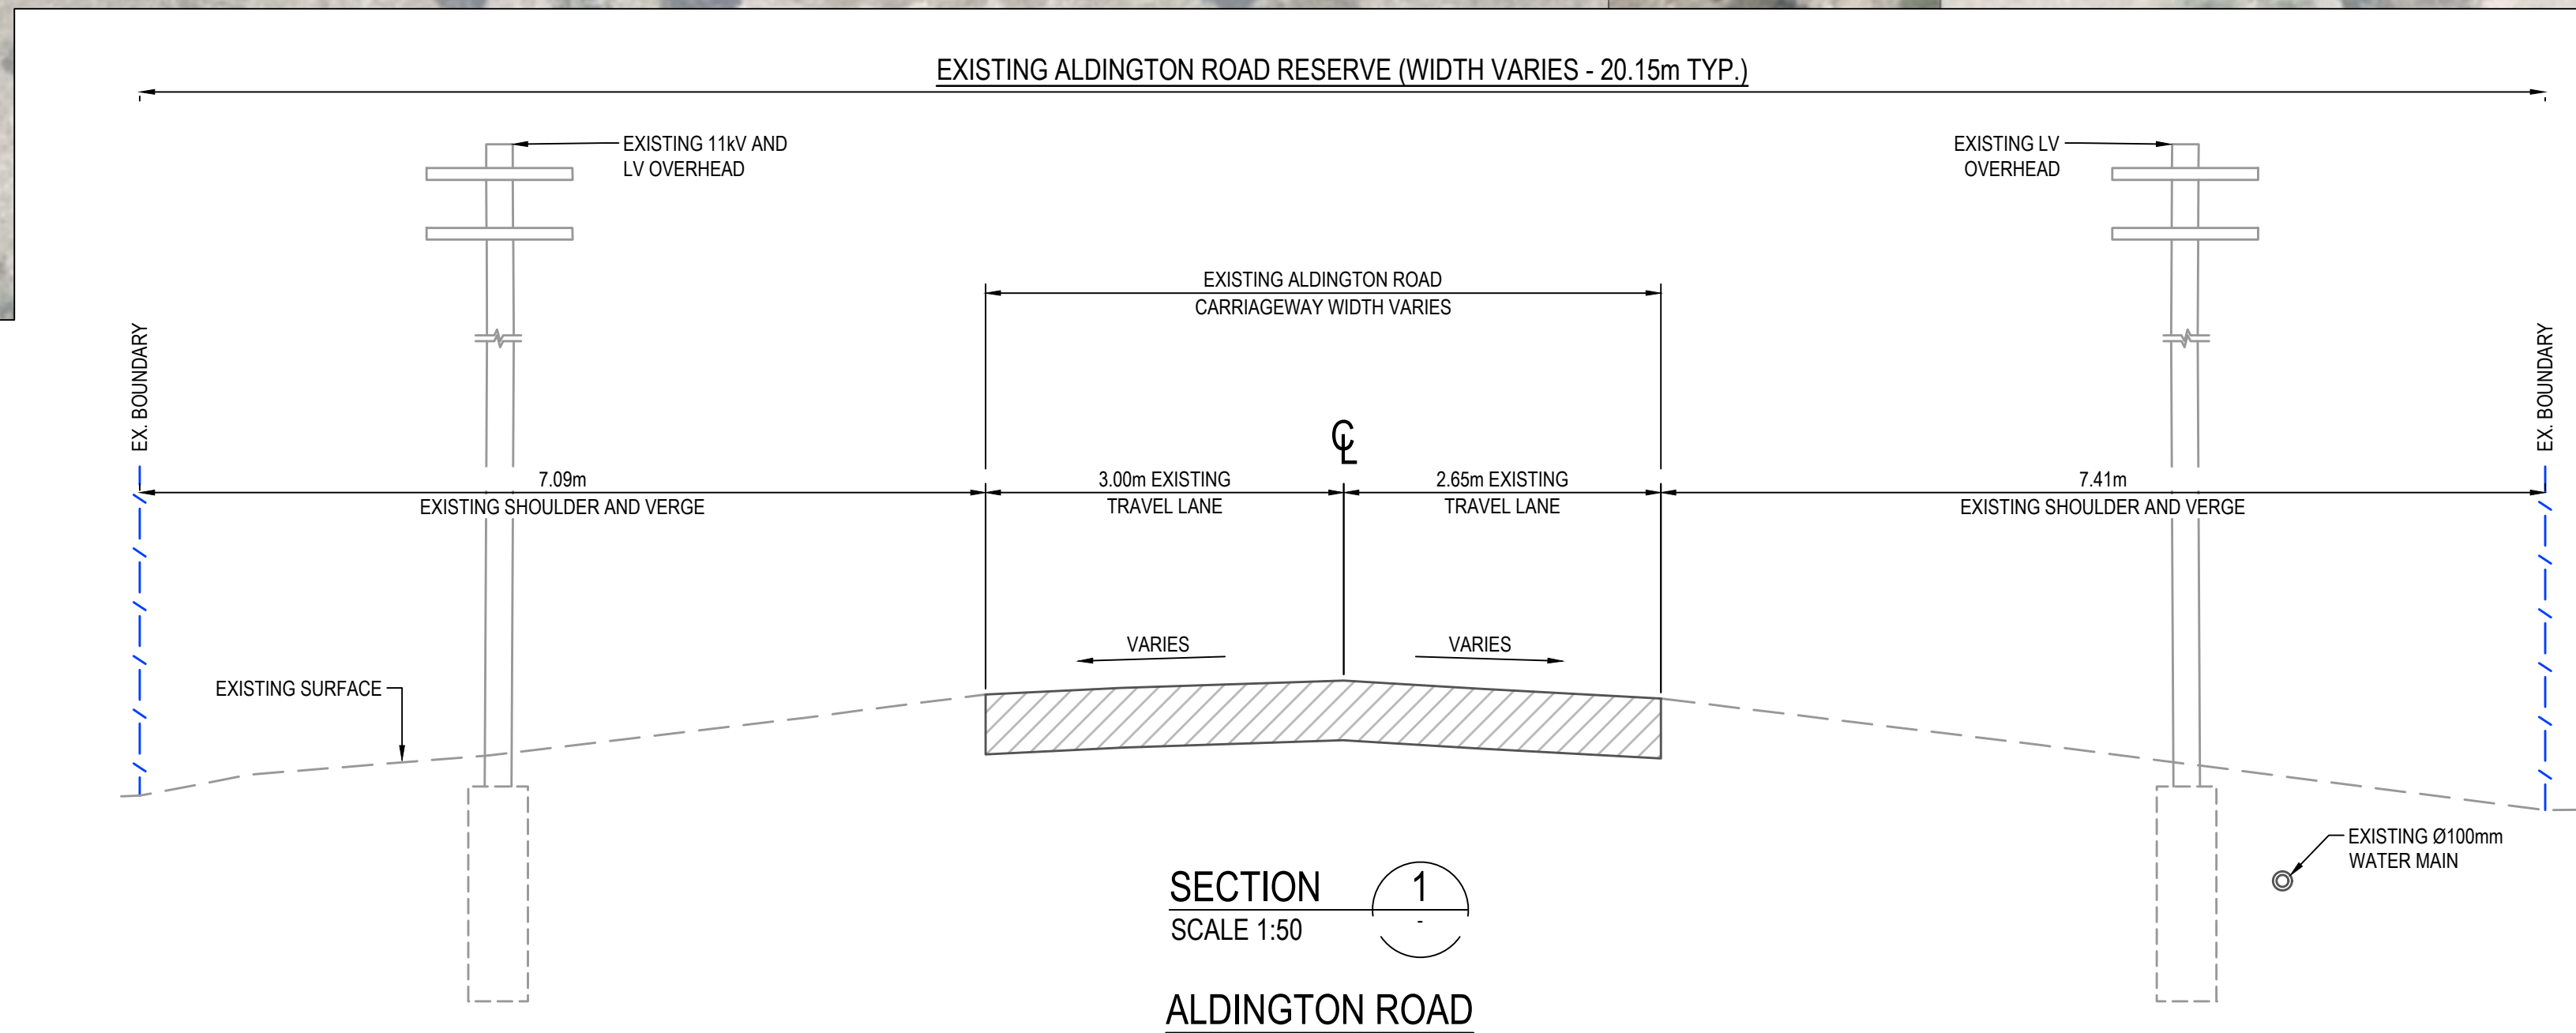 EXISTING ALDINGTON ROAD RESERVE (WIDTH VARIES - 20.15m TYP.)
EXISTING 11kV AND
LV OVERHEAD
EXISTING LV
OVERHEAD
EXISTING ALDINGTON ROAD
CARRIAGEWAY WIDTH VARIES
EX. BOUNDARY
EX. BOUNDARY
℄
7.09m
EXISTING SHOULDER AND VERGE
3.00m EXISTING
TRAVEL LANE
2.65m EXISTING
TRAVEL LANE
7.41m
EXISTING SHOULDER AND VERGE
VARIES
VARIES
EXISTING SURFACE
EXISTING Ø100mm
WATER MAIN
SECTION
1
SCALE 1:50
-
ALDINGTON ROAD